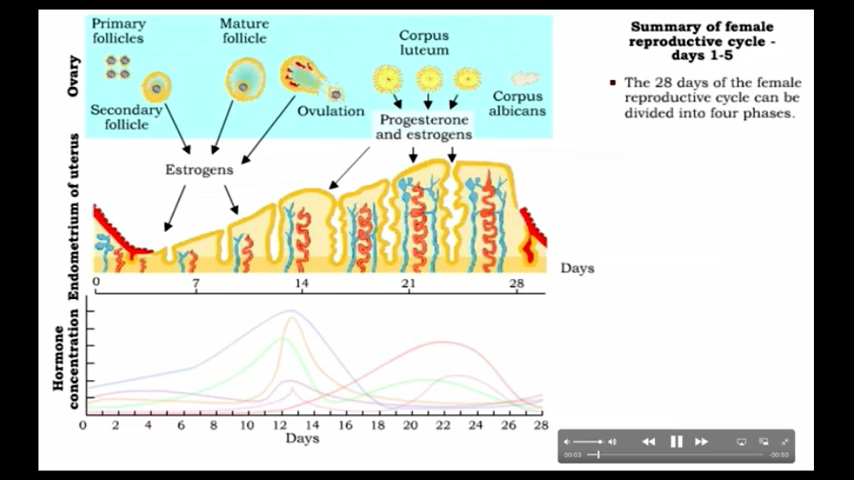 Primary
follicles
Mature
follicle
Corpus
luteum
Summary of female
reproductive cycle -
days 1-5
Ovary
The 28 days of the female
reproductive cycle can be
divided into four phases.
Secondary
follicle
Ovulation
Corpus
albicans
Progesterone
and estrogens
Estrogens
Endometrium of uterus
Days
0 7 14 21 28
Hormone
concentration
0 2 4 6 8 10 12 14 16 18 20 22 24 26 28
Days
00:03 -00:50